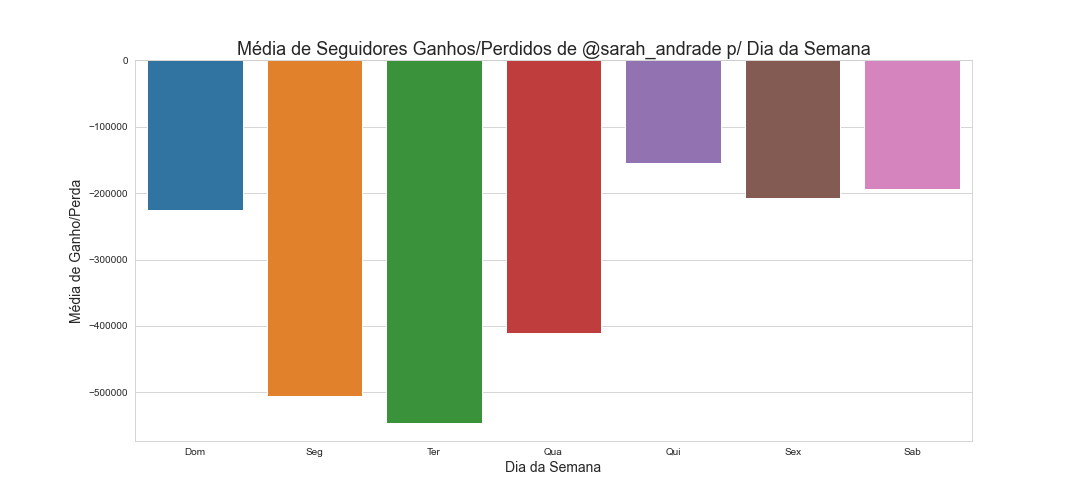 Média de Seguidores Ganhos/Perdidos de @sarah_andrade p/ Dia da Semana
Média de Ganho/Perda
0
−100000
−200000
−300000
−400000
−500000
Dom Seg Ter Qua Qui Sex Sab
Dia da Semana